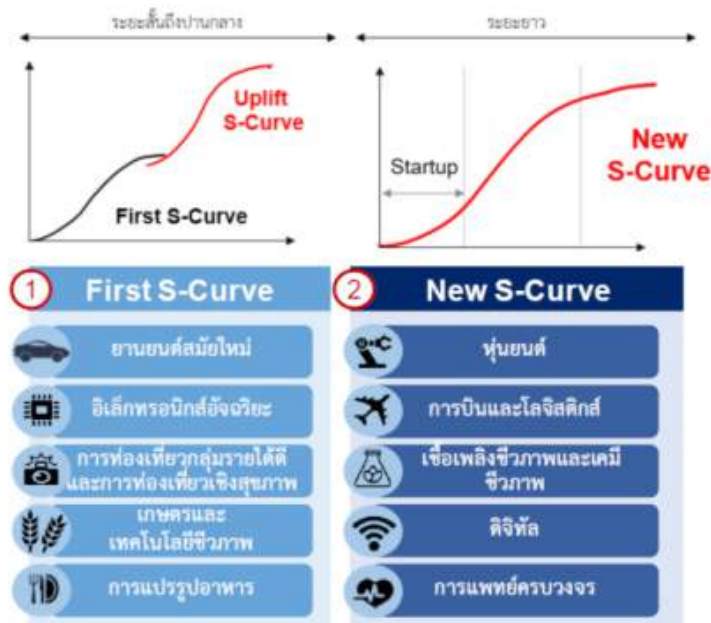 ระยะสั้นถึงปานกลาง
ระยะยาว
Uplift
S-Curve
First S-Curve
Startup
New
S-Curve
1 First S-Curve
ยานยนต์สมัยใหม่
อิเล็กทรอนิกส์อัจฉริยะ
การท่องเที่ยวกลุ่มรายได้ดี
และการท่องเที่ยวเชิงสุขภาพ
เกษตรและ
เทคโนโลยีชีวภาพ
การแปรรูปอาหาร
2 New S-Curve
หุ่นยนต์
การบินและโลจิสติกส์
เชื้อเพลิงชีวภาพและเคมี
ชีวภาพ
ดิจิทัล
การแพทย์ครบวงจร